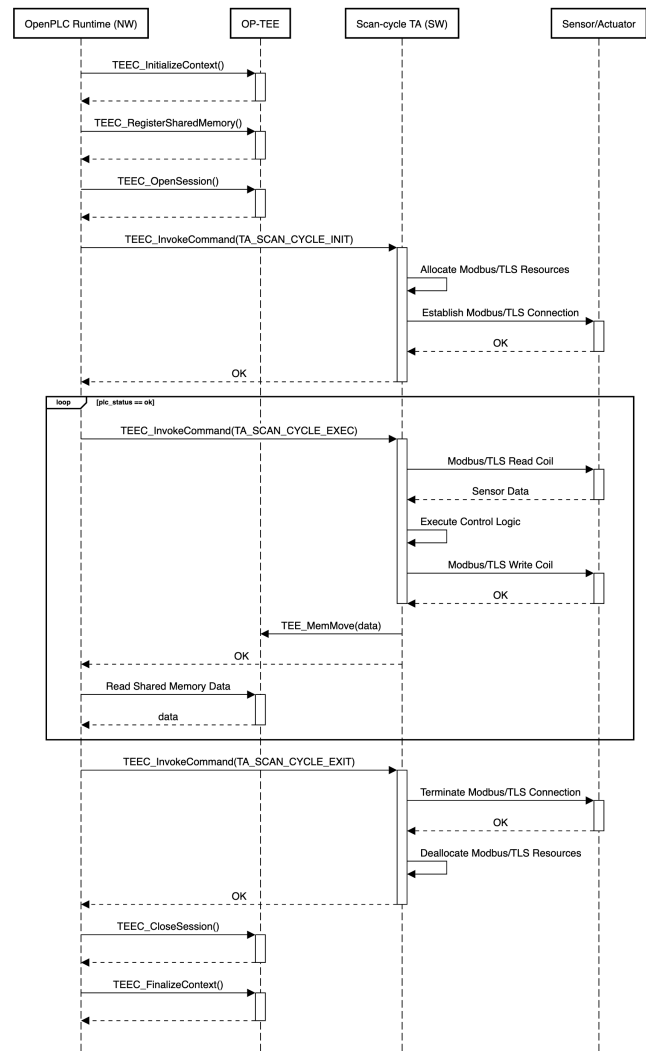 OpenPLC Runtime (NW)
OP-TEE
Scan-cycle TA (SW)
Sensor/Actuator
TEEC_InitializeContext()
TEEC_RegisterSharedMemory()
TEEC_OpenSession()
TEEC_InvokeCommand(TA_SCAN_CYCLE_INIT)
Allocate Modbus/TLS Resources
Establish Modbus/TLS Connection
OK
OK
loop
[plc_status == ok]
TEEC_InvokeCommand(TA_SCAN_CYCLE_EXEC)
Modbus/TLS Read Coil
Sensor Data
Execute Control Logic
Modbus/TLS Write Coil
OK
TEE_MemMove(data)
OK
Read Shared Memory Data
data
TEEC_InvokeCommand(TA_SCAN_CYCLE_EXIT)
Terminate Modbus/TLS Connection
OK
Deallocate Modbus/TLS Resources
OK
TEEC_CloseSession()
TEEC_FinalizeContext()